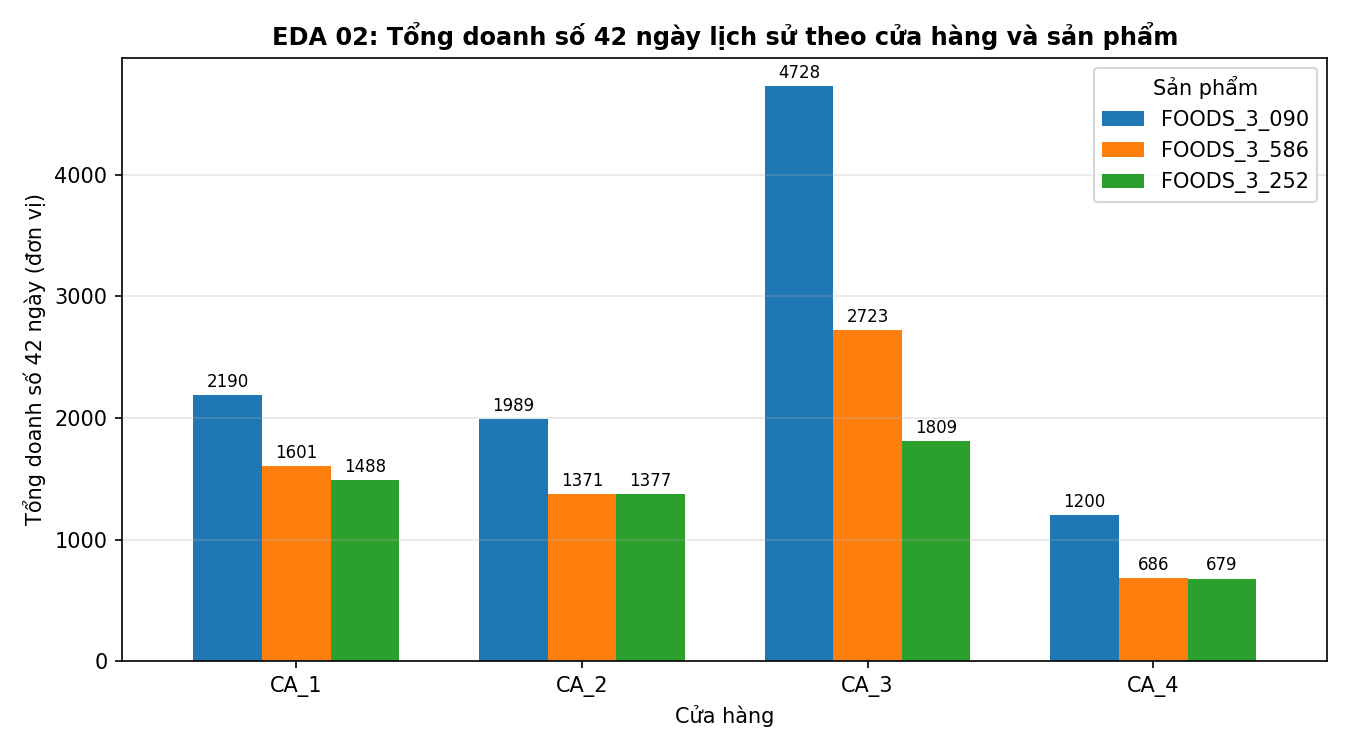 EDA 02: Tổng doanh số 42 ngày lịch sử theo cửa hàng và sản phẩm
Tổng doanh số 42 ngày (đơn vị)
4000
3000
2000
1000
0
2190
1601
1488
1989
1371
1377
4728
2723
1809
1200
686
679
Sản phẩm
FOODS_3_090
FOODS_3_586
FOODS_3_252
CA_1
CA_2
CA_3
CA_4
Cửa hàng